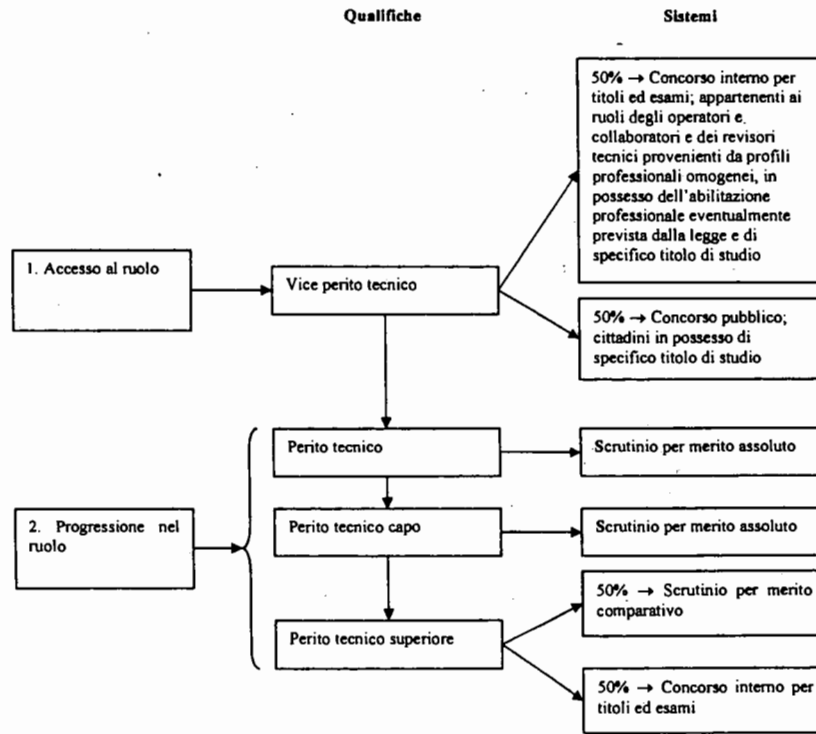 Qualifiche
Sistemi
50% → Concorso interno per
titoli ed esami; appartenenti ai
ruoli degli operatori e
collaboratori e dei revisori
tecnici provenienti da profili
professionali omogenei, in
possesso dell'abilitazione
professionale eventualmente
prevista dalla legge e di
specifico titolo di studio
1. Accesso al ruolo
Vice perito tecnico
50% → Concorso pubblico;
cittadini in possesso di
specifico titolo di studio
Perito tecnico
Scrutinio per merito assoluto
2. Progressione nel
ruolo
Perito tecnico capo
Scrutinio per merito assoluto
50% → Scrutinio per merito
comparativo
Perito tecnico superiore
50% → Concorso interno per
titoli ed esami